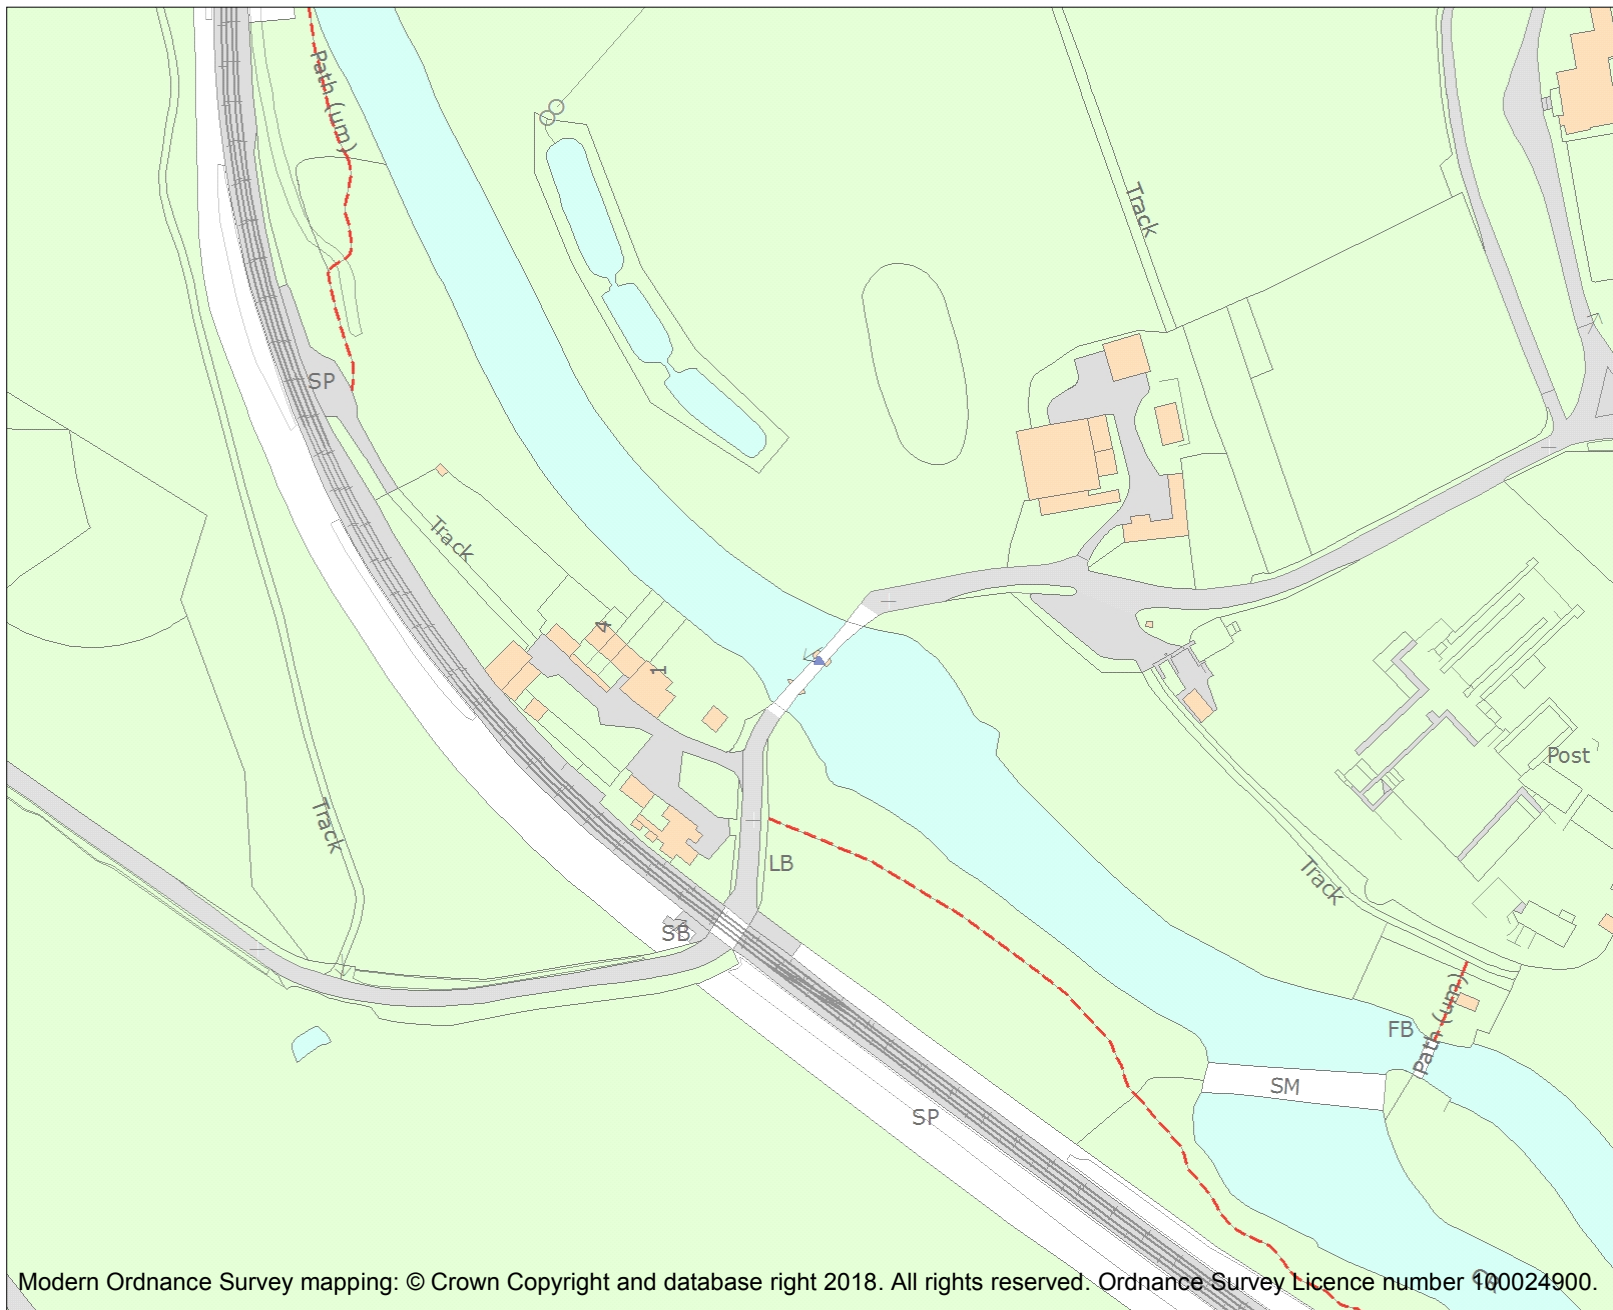 Path (um)
Track
SP
Track
4
1
Post
Track
LB
Track
SB
Path (um)
FB
SM
SP
Modern Ordnance Survey mapping: © Crown Copyright and database right 2018. All rights reserved. Ordnance Survey Licence number 100024900.